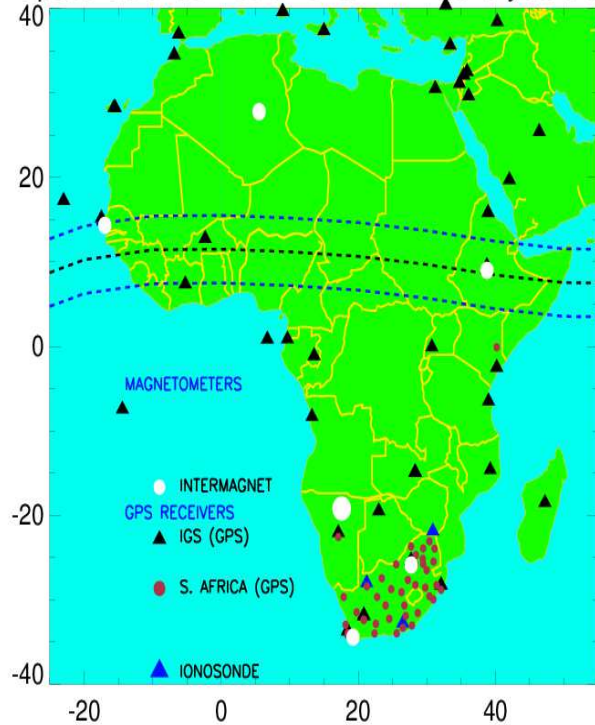 40
20
0
MAGNETOMETERS
INTERMAGNET
-20
GPS RECEIVERS
IGS (GPS)
S. AFRICA (GPS)
IONOSONDE
-40
-20
0
20
40